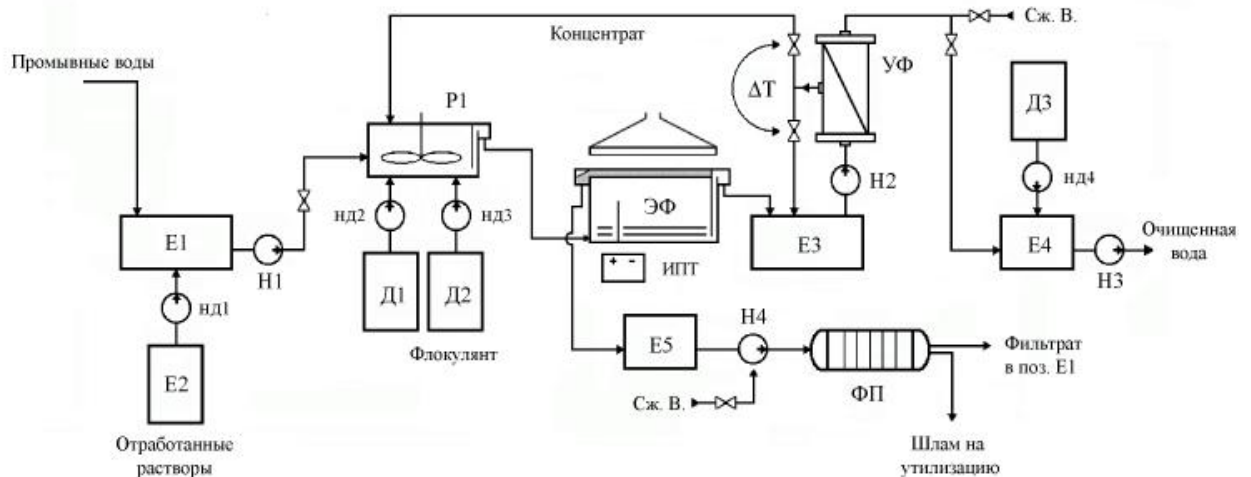 Сж. В.
Концентрат
УФ
Промывные воды
ΔТ
Д3
Р1
Н2
нд4
нд2
нд3
ЭФ
Очищенная
вода
Е1
Е3
Е4
Н1
Н3
ИПТ
Д1
Д2
нд1
Н4
Флокулянт
Е5
Фильтрат
в поз. Е1
Е2
Сж. В.
ФП
Отработанные
растворы
Шлам на
утилизацию
+ -